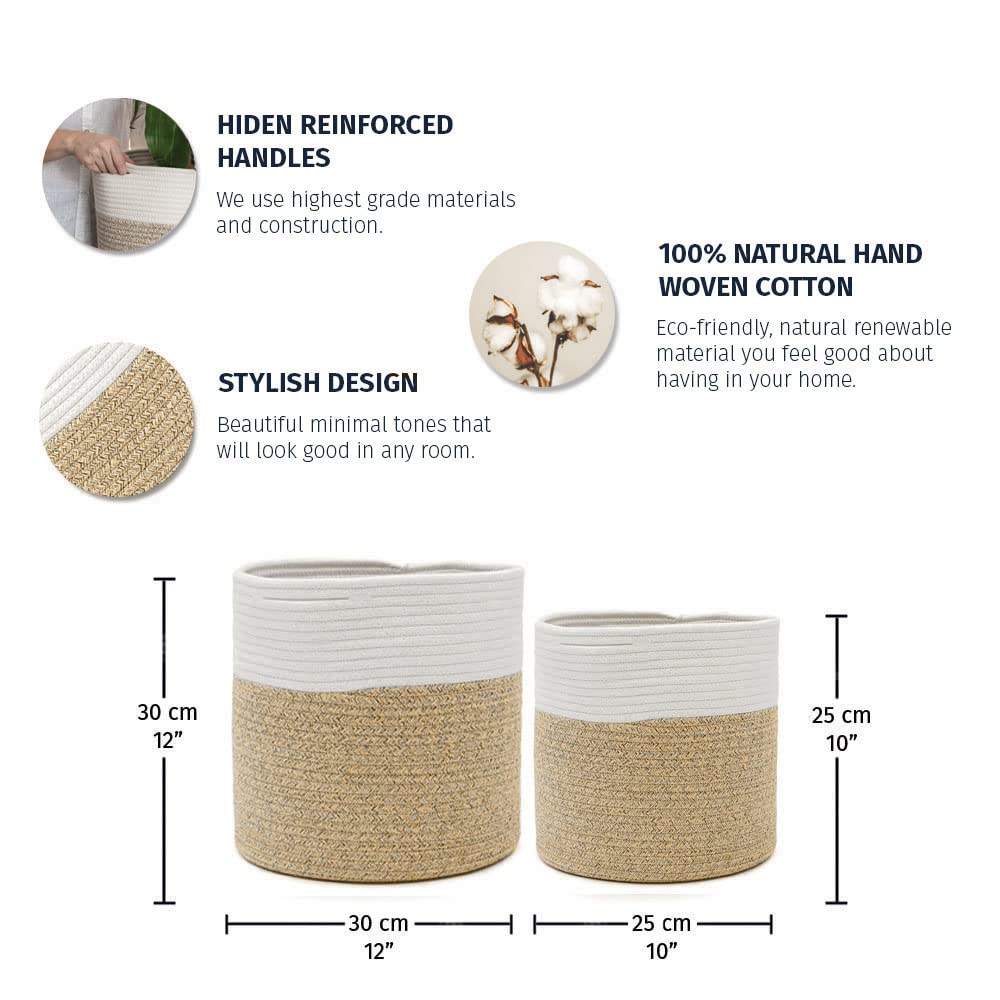 HIDEN REINFORCED
HANDLES
We use highest grade materials
and construction.
100% NATURAL HAND
WOVEN COTTON
Eco-friendly, natural renewable
material you feel good about
having in your home.
STYLISH DESIGN
Beautiful minimal tones that
will look good in any room.
30 cm
12”
25 cm
10”
30 cm
12”
25 cm
10”